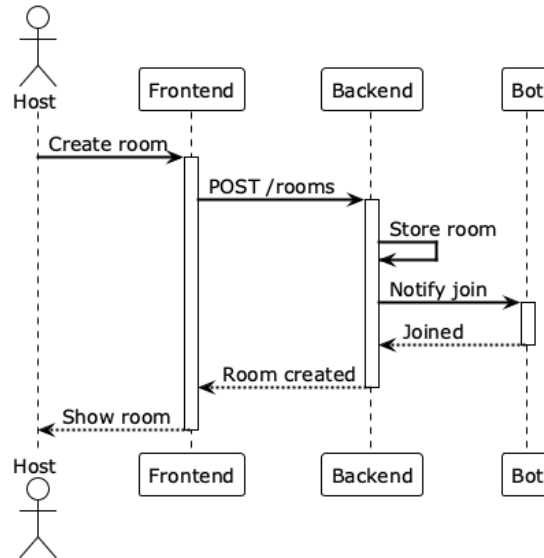 Host
Frontend
Backend
Bot
Create room
POST /rooms
Store room
Notify join
Joined
Room created
Show room
Host
Frontend
Backend
Bot